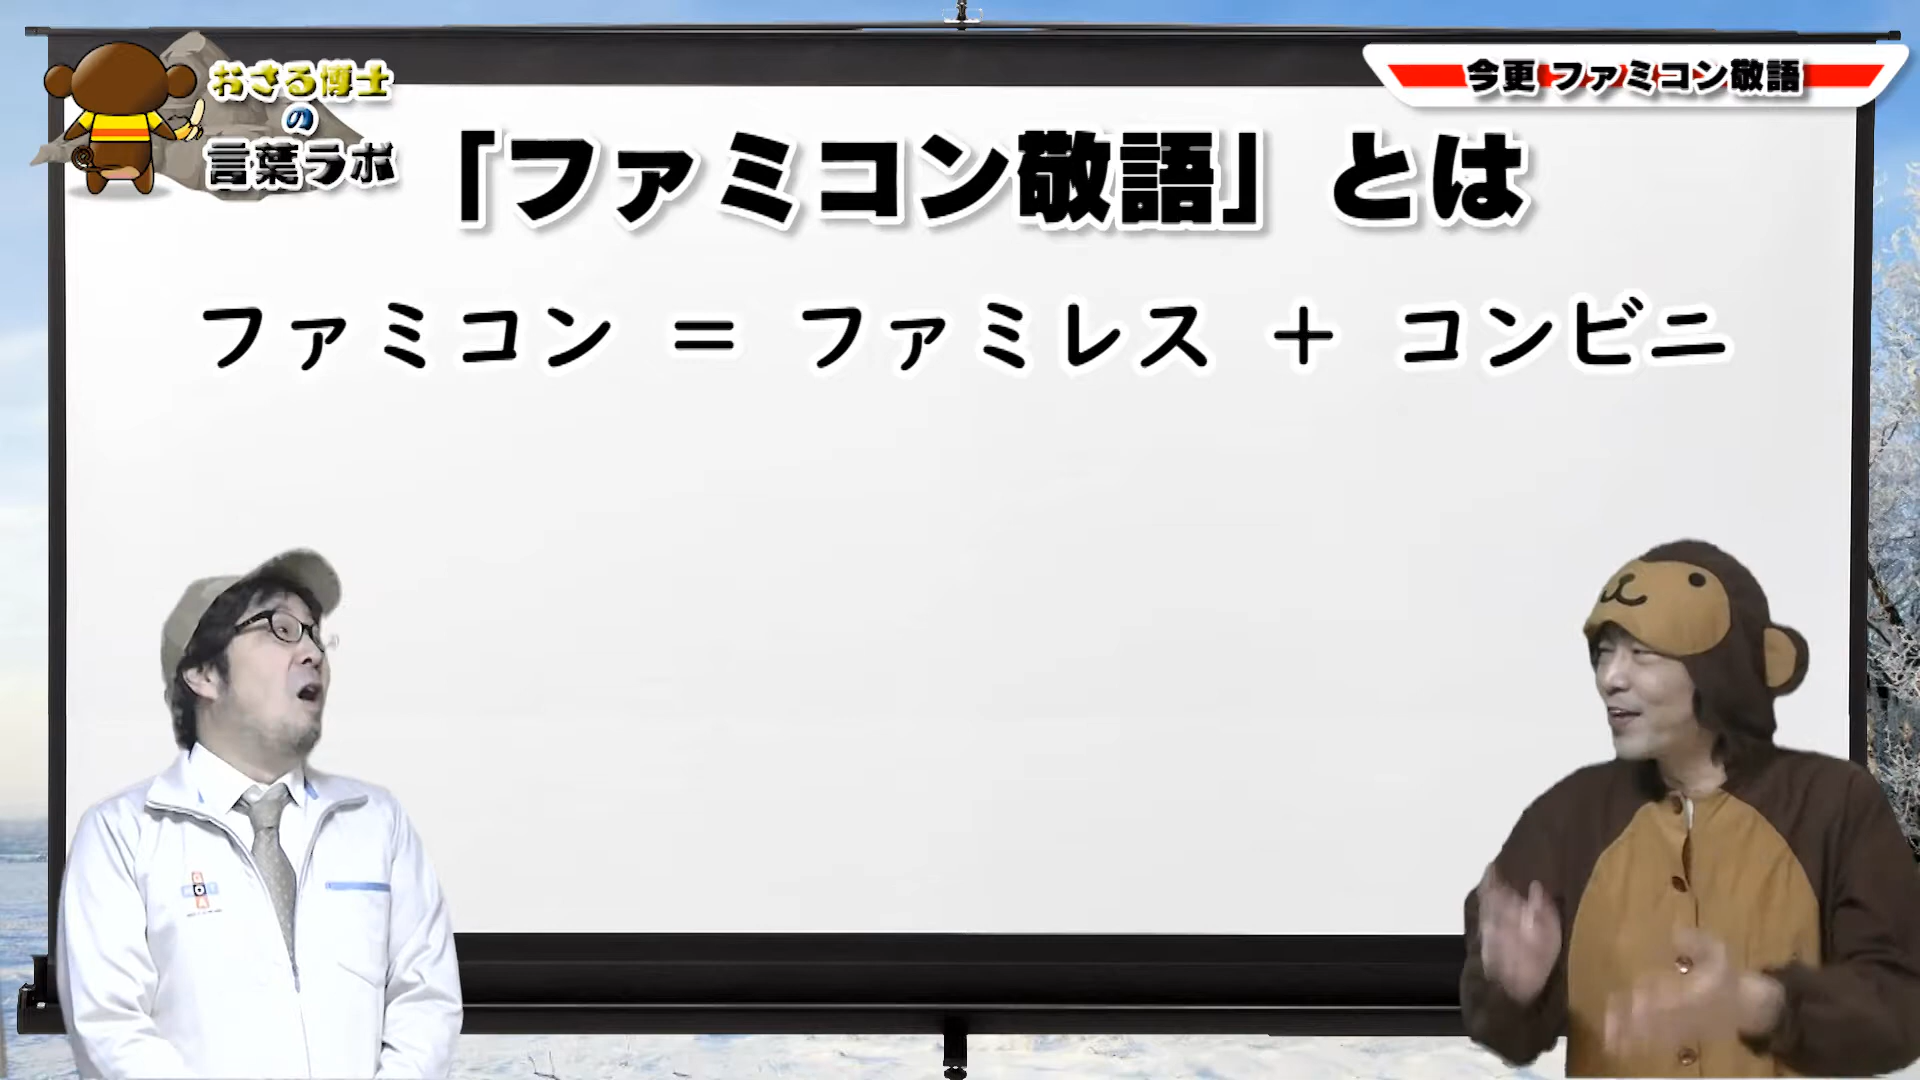 おさる博士
の
言葉ラボ
今更 ファミコン敬語
「ファミコン敬語」とは
ファミコン ＝ ファミレス ＋ コンビニ